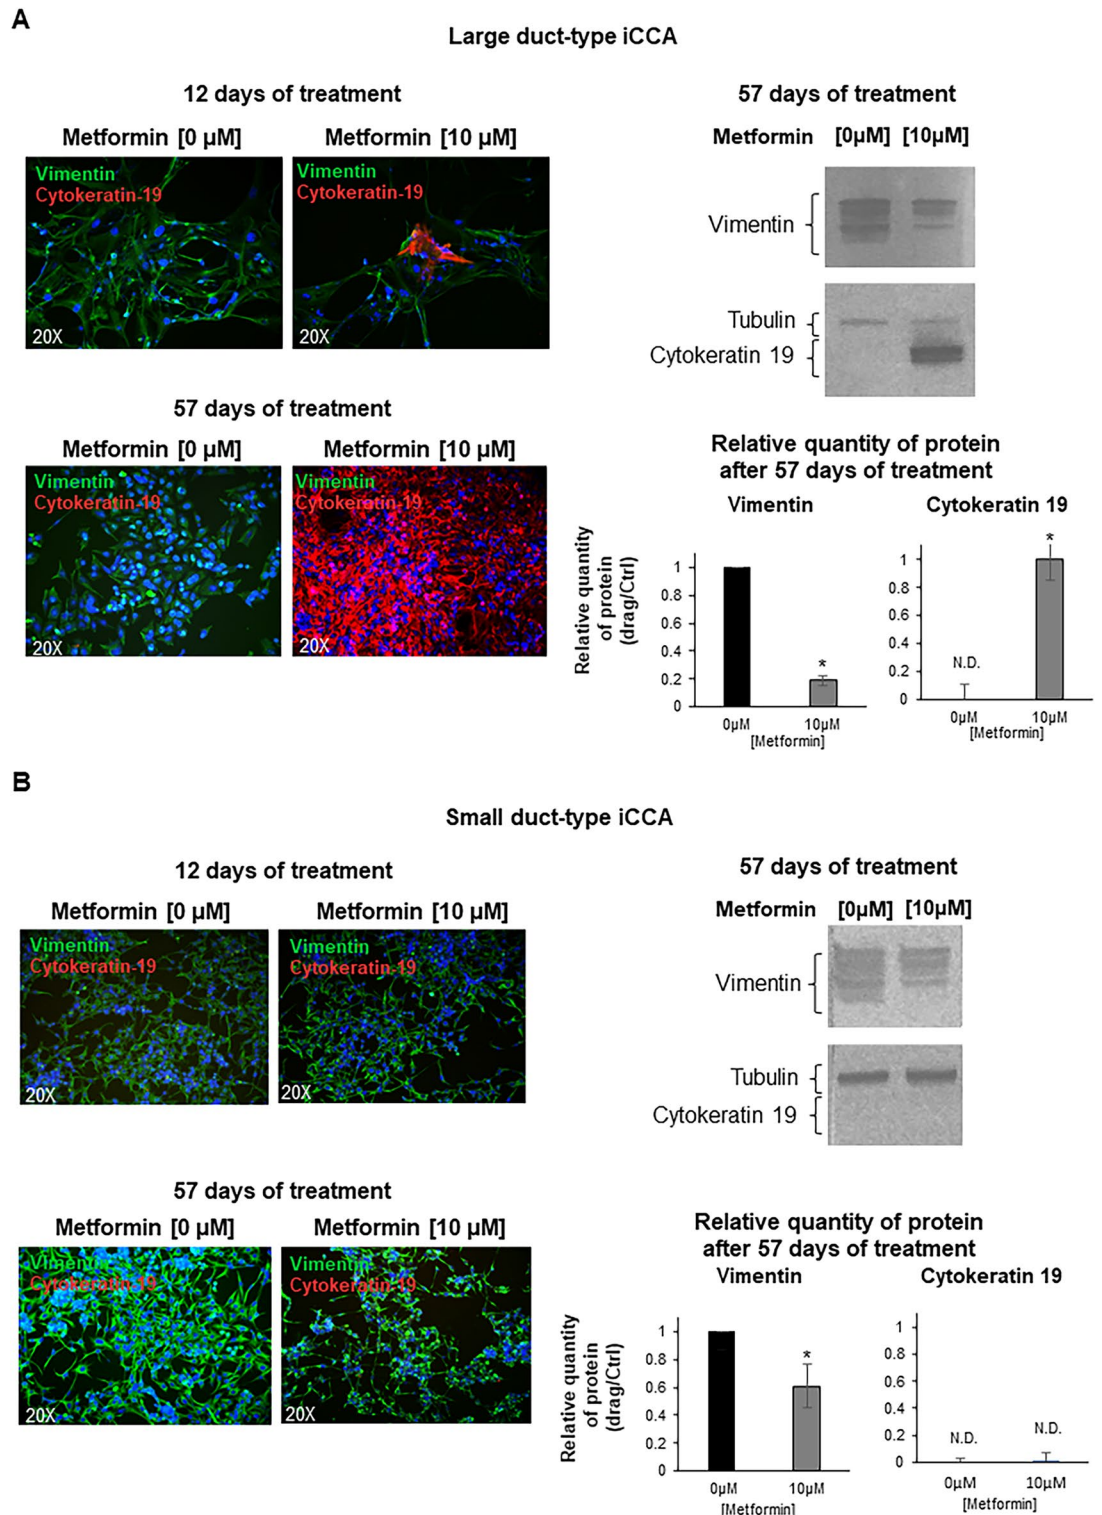 A
Large duct-type iCCA
12 days of treatment
Metformin [0 µM]
Metformin [10 µM]
Vimentin
Cytokeratin-19
20X
Vimentin
Cytokeratin-19
20X
57 days of treatment
Metformin [0 µM]
Metformin [10 µM]
Vimentin
Cytokeratin-19
20X
Vimentin
Cytokeratin-19
20X
57 days of treatment
Metformin [0µM] [10µM]
Vimentin
Tubulin
Cytokeratin 19
Relative quantity of protein
after 57 days of treatment
Vimentin
Relative quantity
of protein
(drag/Ctrl)
1
0.8
0.6
0.4
0.2
0
*
0µM
10µM
[Metformin]
Cytokeratin 19
1
0.8
0.6
0.4
0.2
0
N.D.
*
0µM
10µM
[Metformin]
B
Small duct-type iCCA
12 days of treatment
Metformin [0 µM]
Metformin [10 µM]
Vimentin
Cytokeratin-19
20X
Vimentin
Cytokeratin-19
20X
57 days of treatment
Metformin [0 µM]
Metformin [10 µM]
Vimentin
Cytokeratin-19
20X
Vimentin
Cytokeratin-19
20X
57 days of treatment
Metformin [0µM] [10µM]
Vimentin
Tubulin
Cytokeratin 19
Relative quantity of protein
after 57 days of treatment
Vimentin
Relative quantity
of protein
(drag/Ctrl)
1
0.8
0.6
0.4
0.2
0
*
0µM
10µM
[Metformin]
Cytokeratin 19
1
0.8
0.6
0.4
0.2
0
N.D.
N.D.
0µM
10µM
[Metformin]